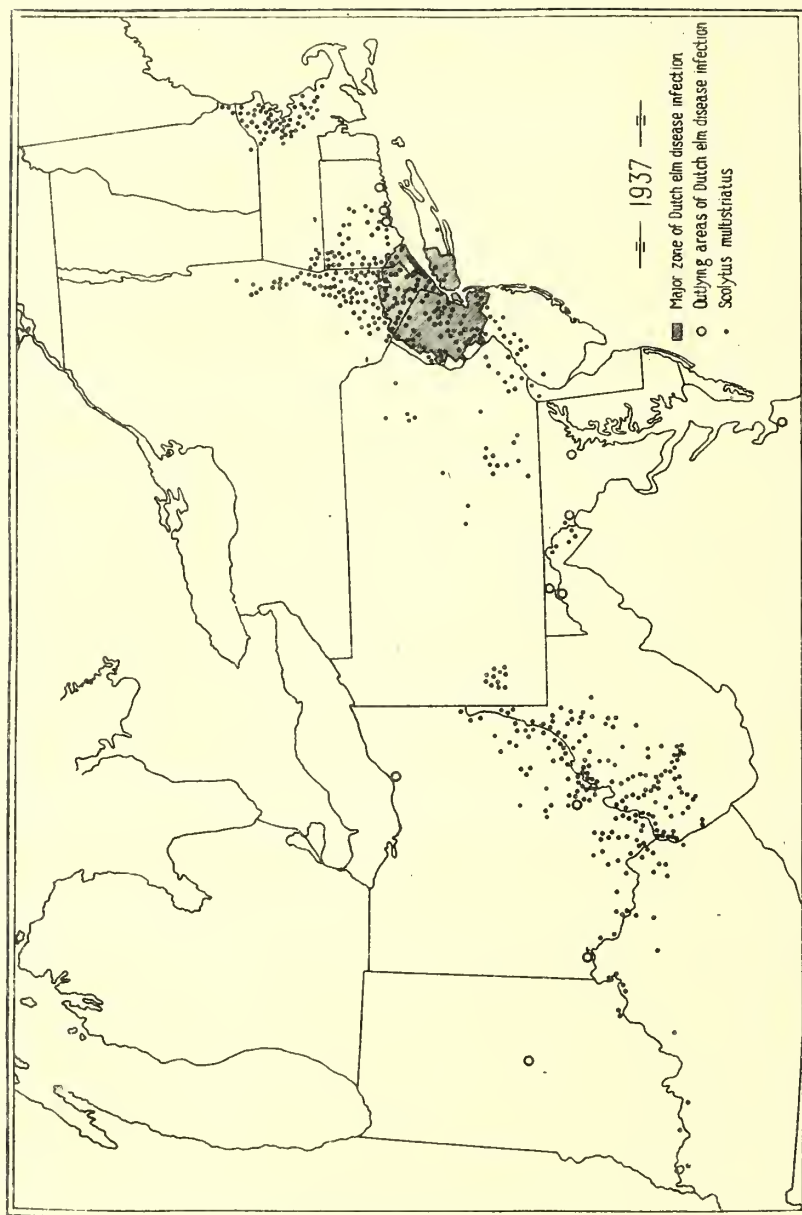 1937
Major zone of Dutch elm disease infection
Outlying areas of Dutch elm disease infection
Scolytus multistriatus